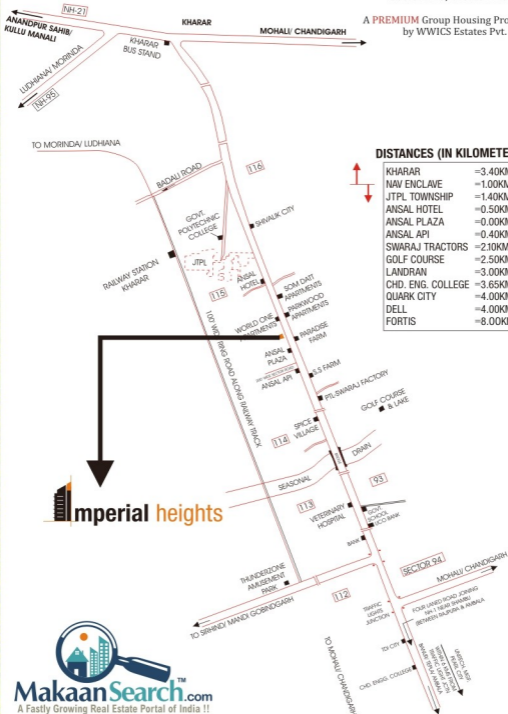 NH-21
ANANDPUR SAHIB/
KULLU MANALI
KHARAR
MOHALI/ CHANDIGARH
A PREMIUM Group Housing Pro
by WWICS Estates Pvt.
KHARAR
BUS STAND
LUDHIANA/ MORINDA
NH-95
TO MORINDA/ LUDHIANA
BADALI ROAD
116
DISTANCES (IN KILOMETE
KHARAR =3.40KM
NAV ENCLAVE =1.00KM
JTPL TOWNSHIP =1.40KM
ANSAL HOTEL =0.50KM
ANSAL PLAZA =0.00KM
ANSAL API =0.40KM
SWARAJ TRACTORS =2.10KM
GOLF COURSE =2.50KM
LANDRAN =3.00KM
CHD. ENG. COLLEGE =3.65KM
QUARK CITY =4.00KM
DELL =4.00KM
FORTIS =8.00KM
GOVT.
POLYTECHNIC
COLLEGE
SHIVALIK CITY
RAILWAY STATION
KHARAR
JTPL
115
ANSAL
HOTEL
SOM DATT
APARTMENTS
PARKWOOD
APARTMENTS
WORLD ONE
APARTMENTS
PARADISE
FARM
100 WIDE RING ROAD ALONG RAILWAY TRACK
ANSAL
PLAZA
ANSAL API
S.S FARM
PTL-SWARAJ FACTORY
GOLF COURSE
& LAKE
SPICE
VILLAGE
114
DRAIN
SEASONAL
93
Imperial heights
113
VETERINARY
HOSPITAL
GOVT.
SCHOOL
UCO BANK
BANK
SECTOR 94
MOHALI/ CHANDIGARH
THUNDERZONE
AMUSEMENT
PARK
112
TO SIRHIND/ MANDI GOBINDGARH
TRAFFIC
LIGHTS
JUNCTION
FOUR LANED ROAD JOINING
NH-1 NEAR SHAMBU
(BETWEEN RAJPURA & AMBALA
TDI CITY
CHD. ENGG. COLLEGE
TO MOHALI/ CHANDIGARH
MakaanSearch.com
TM
A Fastly Growing Real Estate Portal of India !!